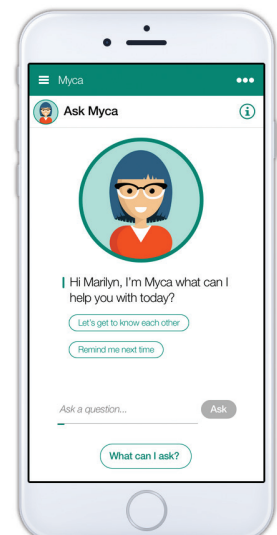 Myca
Ask Myca
Hi Marilyn, I'm Myca what can I
help you with today?
Let's get to know each other
Remind me next time
Ask a question...
Ask
What can I ask?